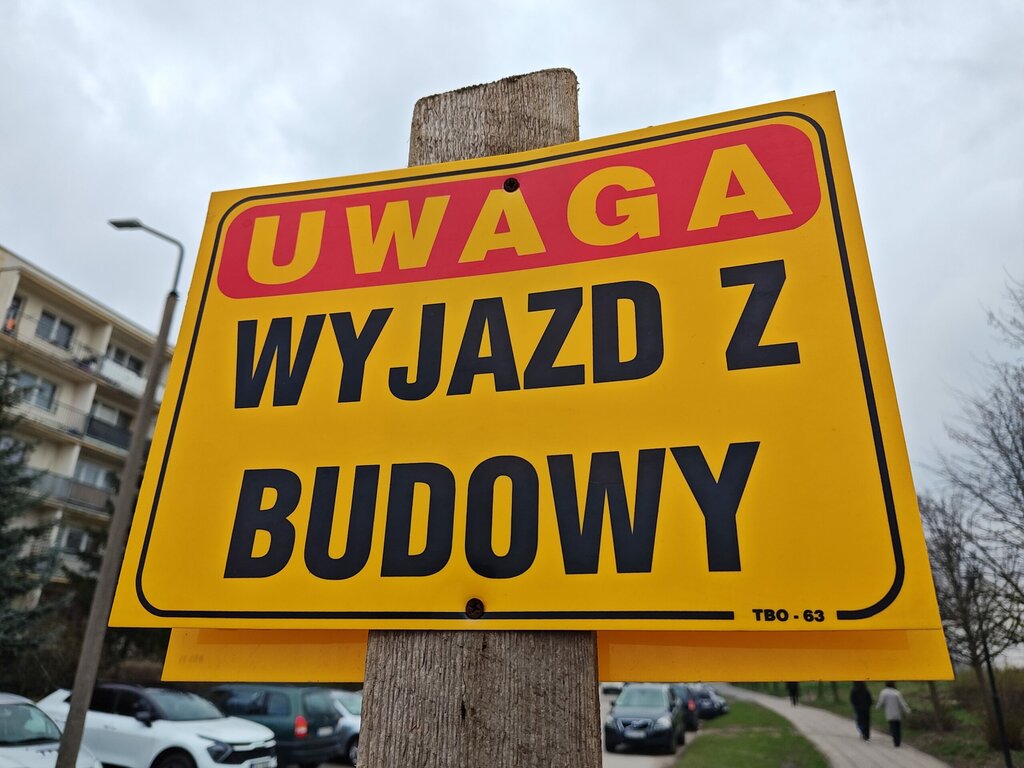 UWAGA
WYJAZD Z
BUDOWY
TBO - 63